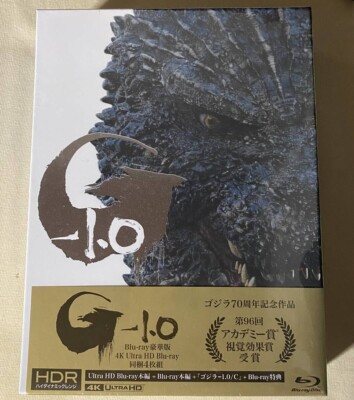 G-1.0
G-1.0
Blu-ray豪華版
4K Ultra HD Blu-ray
同梱4枚組
ゴジラ70周年記念作品
第96回
アカデミー賞®
視覚効果賞
受賞
HDR
ハイダイナミックレンジ
Ultra HD Blu-ray本編+Blu-ray本編+「ゴジラ-1.0/C」+Blu-ray特典
4K ULTRA HD
Blu-ray Disc